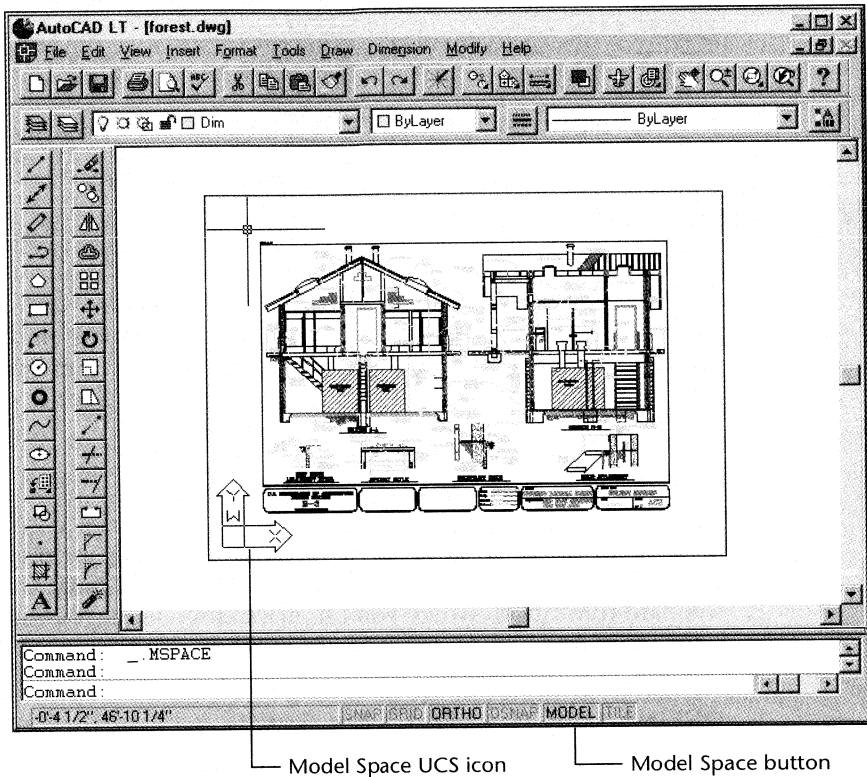 AutoCAD LT - [forest.dwg]
File Edit View Insert Format Tools Draw Dimension Modify Help
ABC
?
Dim
ByLayer
ByLayer
A
Y
W
X
Command: _.MSPACE
Command:
Command:
-0'-4 1/2", 46'-10 1/4"
SNAP GRID ORTHO OSNAP MODEL TILE
Model Space UCS icon
Model Space button